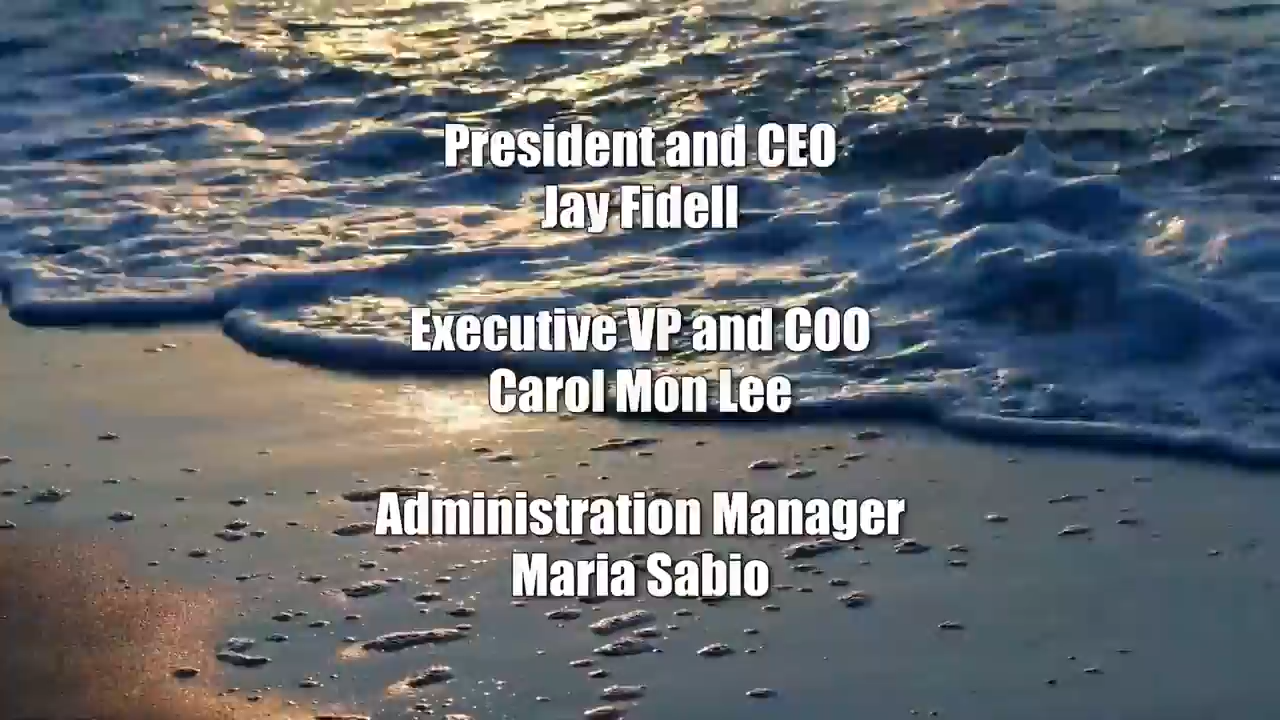 President and CEO
Jay Fidell
Executive VP and COO
Carol Mon Lee
Administration Manager
Maria Sabio